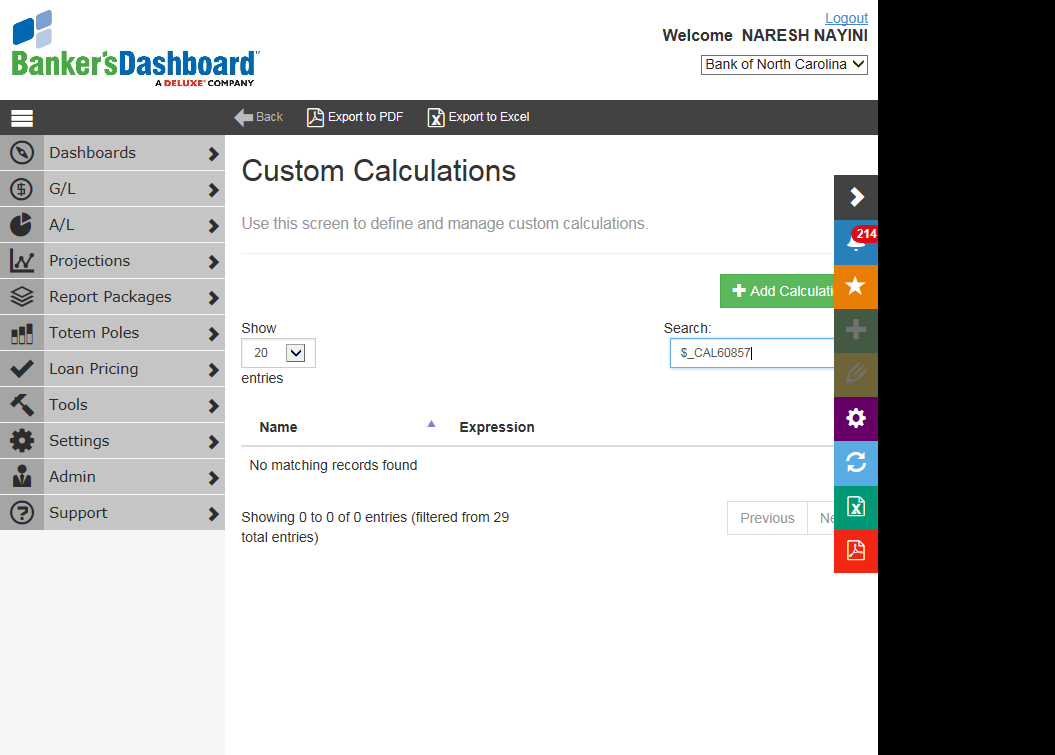 Logout
Welcome NARESH NAYINI
Bank of North Carolina
Banker'sDashboard™
A DELUXE® COMPANY
Back Export to PDF Export to Excel
Dashboards
G/L
A/L
Projections
Report Packages
Totem Poles
Loan Pricing
Tools
Settings
Admin
Support
Custom Calculations
Use this screen to define and manage custom calculations.
214
Add Calculati
Show
20
entries
Search:
$_CAL60857
Name Expression
No matching records found
Showing 0 to 0 of 0 entries (filtered from 29
total entries)
Previous Ne